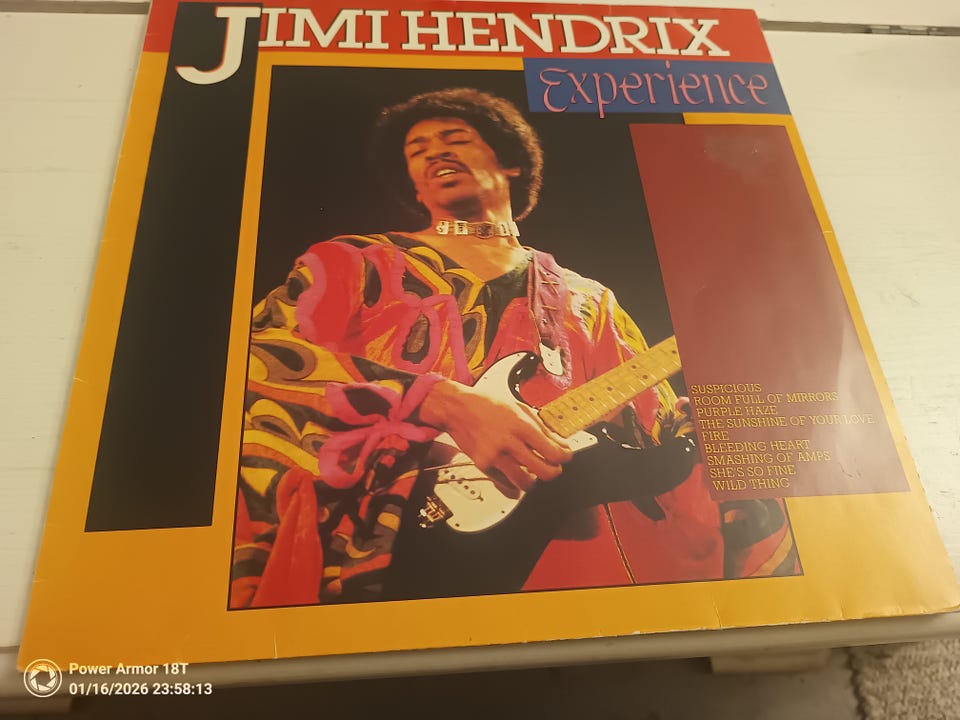 JIMI HENDRIX
Experience
SUSPICIOUS
ROOM FULL OF MIRRORS
PURPLE HAZE
THE SUNSHINE OF YOUR LOVE
FIRE
BLEEDING HEART
SMASHING OF AMPS
SHE'S SO FINE
WILD THING
Power Armor 18T
01/16/2026 23:58:13